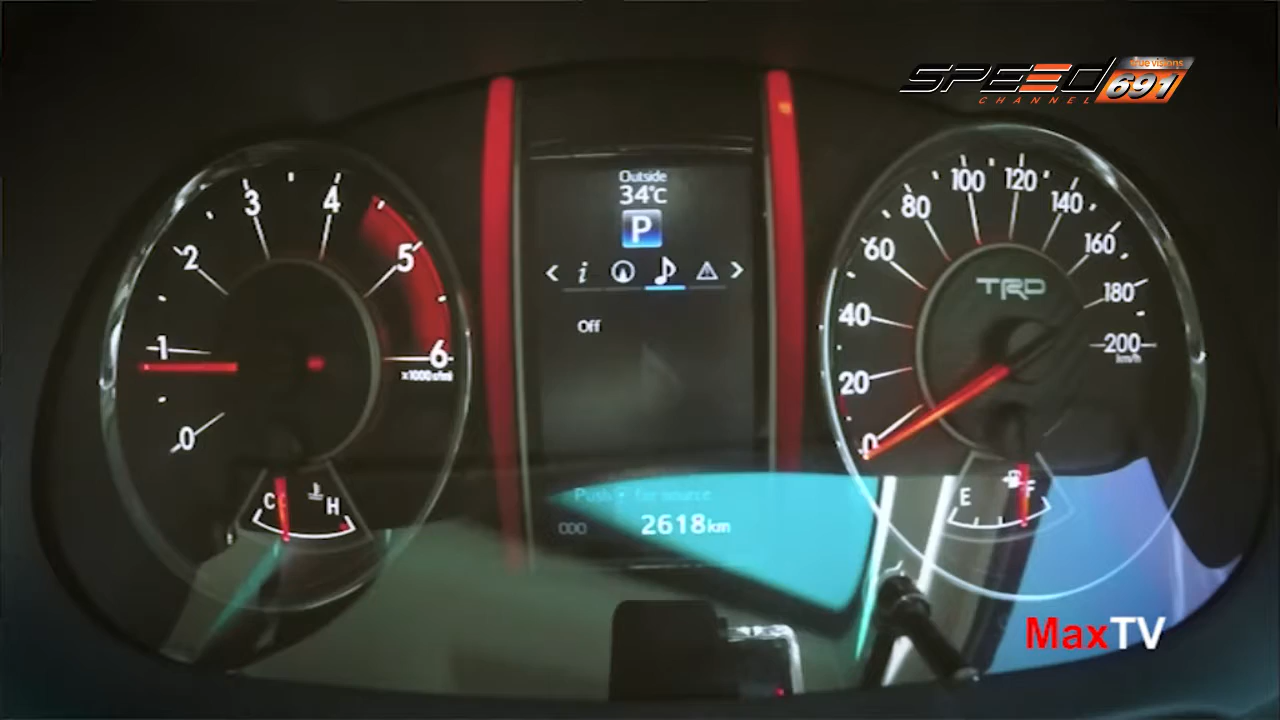 SPEED
CHANNEL
true visions
691
0
1
2
3
4
5
6
x1000r/min
C
H
Outside
34°C
P
i
Off
Push for source
ODO
2618km
0
20
40
60
80
100
120
140
160
180
200
km/h
TRD
E
F
MaxTV